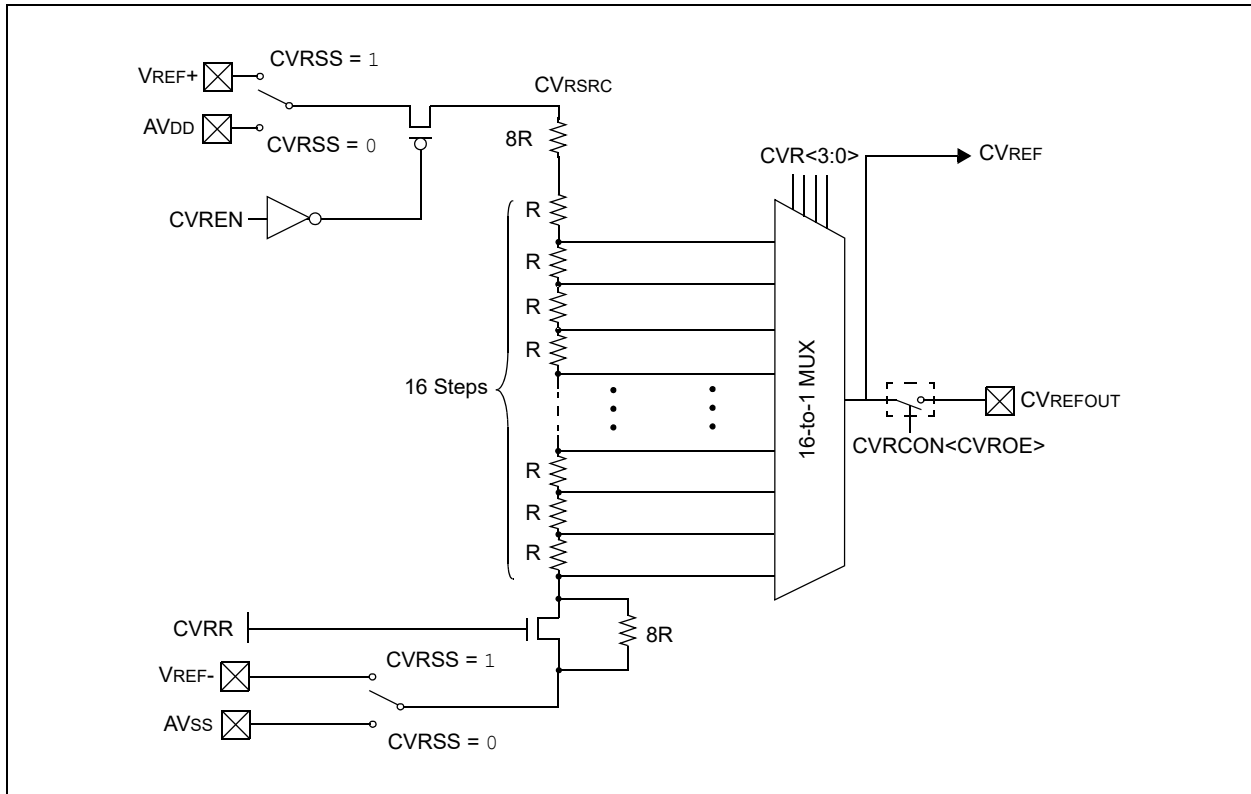 CVRSS = 1
VREF+
CVRSRC
AVDD
CVRSS = 0
8R
CVR<3:0>
CVREF
CVREN
R
R
R
R
16 Steps
16-to-1 MUX
CVREFOUT
CVRCON<CVROE>
R
R
R
CVRR
8R
CVRSS = 1
VREF-
AVSS
CVRSS = 0